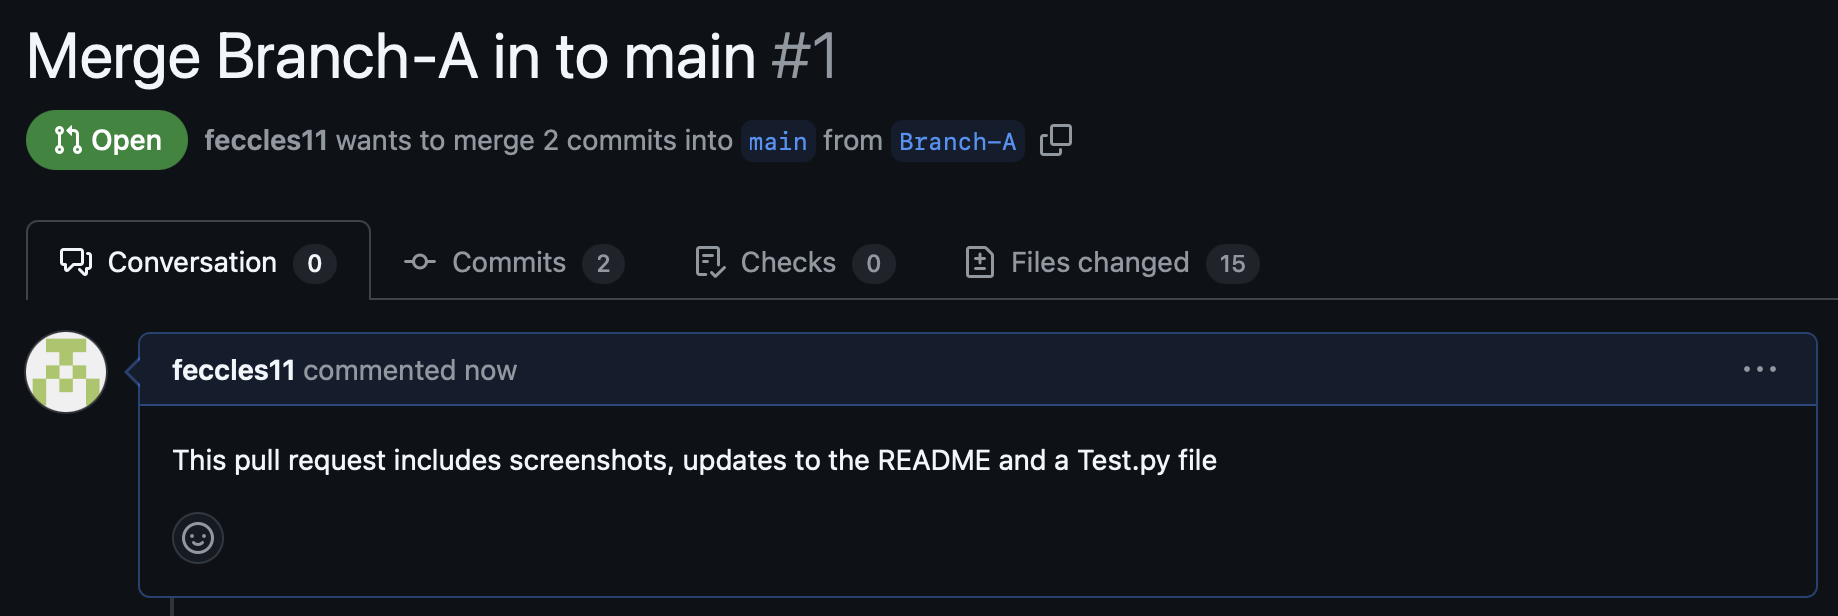 Merge Branch-A in to main #1
Open feccles11 wants to merge 2 commits into main from Branch-A
Conversation 0 Commits 2 Checks 0 Files changed 15
feccles11 commented now
This pull request includes screenshots, updates to the README and a Test.py file